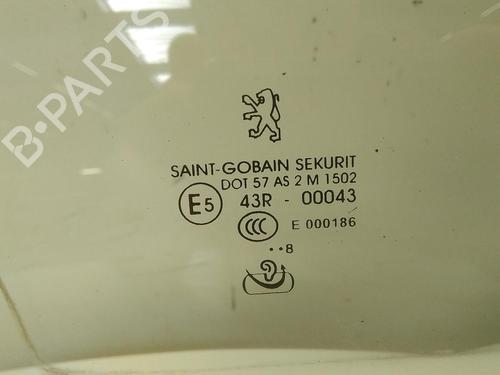 B-PARTS
SAINT-GOBAIN SEKURIT
DOT 57 AS 2 M 1502
E5 43R - 00043
CCC E 000186
··8